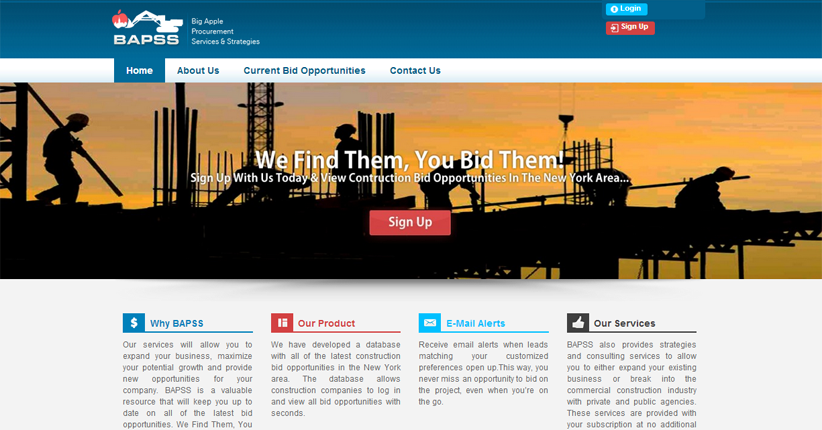 BAPSS
Big Apple
Procurement
Services & Strategies
Login
Sign Up
Home
About Us
Current Bid Opportunities
Contact Us
We Find Them, You Bid Them!
Sign Up With Us Today & View Contruction Bid Opportunities In The New York Area...
Sign Up
Why BAPSS
Our services will allow you to
expand your business, maximize
your potential growth and provide
new opportunities for your
company. BAPSS is a valuable
resource that will keep you up to
date on all of the latest bid
opportunities. We Find Them, You
Our Product
We have developed a database
with all of the latest construction
bid opportunities in the New York
area. The database allows
construction companies to log in
and view all bid opportunities with
seconds.
E-Mail Alerts
Receive email alerts when leads
matching your customized
preferences open up.This way, you
never miss an opportunity to bid on
the project, even when you're on
the go.
Our Services
BAPSS also provides strategies
and consulting services to allow
you to either expand your existing
business or break into the
commercial construction industry
with private and public agencies.
These services are provided with
your subscription at no additional